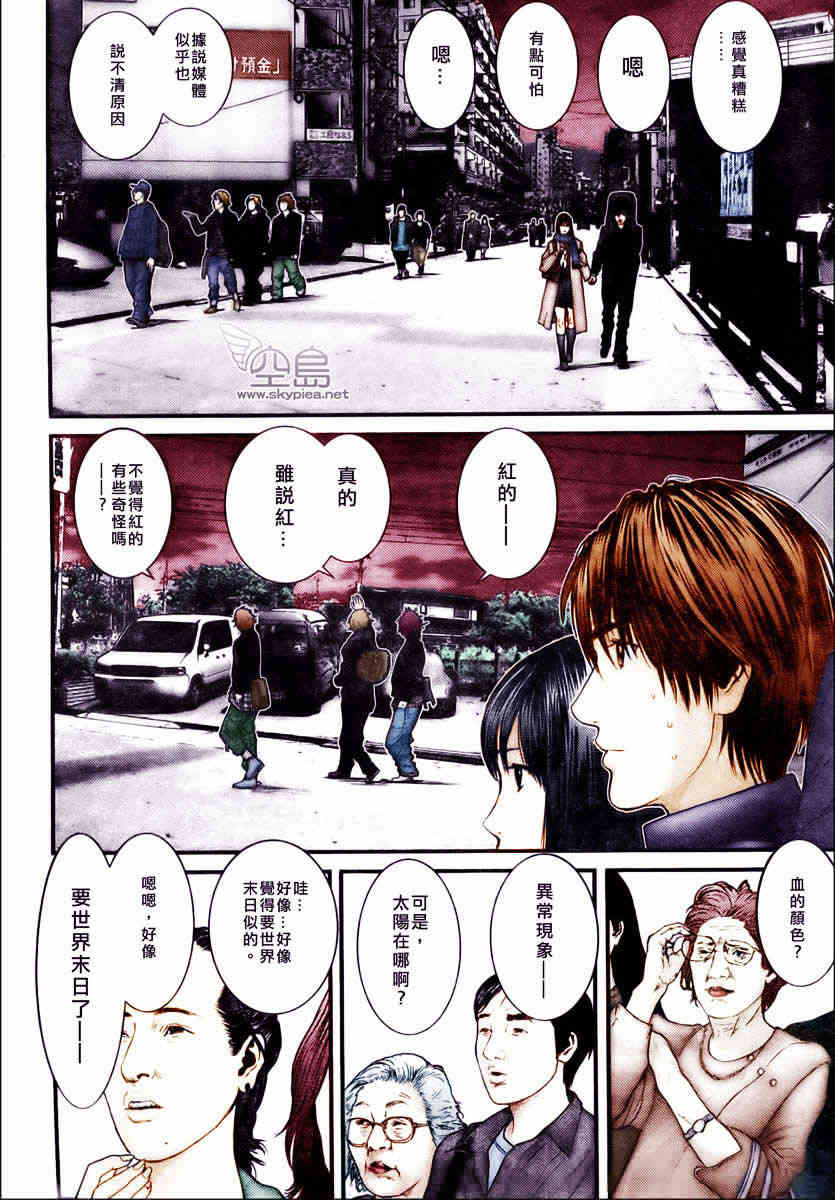 感覺真糟糕
……
嗯
有點可怕
嗯…
據說媒體
似乎也
說不清原因
預金」
空島
www.skypiea.net
紅的——
真的
雖說紅…
不覺得紅的
有些奇怪嗎
——？
血的顏色？
異常現象——
可是，
太陽在哪啊？
哇…
好像…好像
覺得要世界
末日似的。
嗯嗯，好像
要世界末日了——